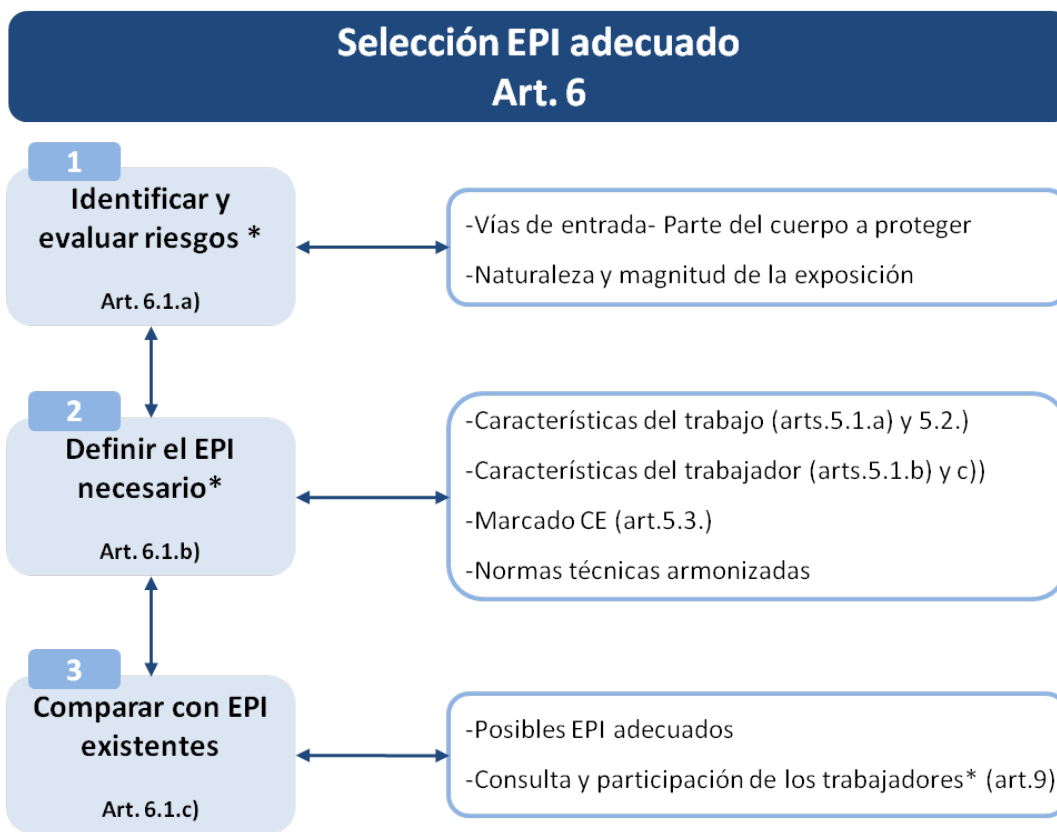 Selección EPI adecuado
Art. 6
1
Identificar y
evaluar riesgos *
Art. 6.1.a)
-Vías de entrada- Parte del cuerpo a proteger
-Naturaleza y magnitud de la exposición
2
Definir el EPI
necesario*
Art. 6.1.b)
-Características del trabajo (arts.5.1.a) y 5.2.)
-Características del trabajador (arts.5.1.b) y c))
-Marcado CE (art.5.3.)
-Normas técnicas armonizadas
3
Comparar con EPI
existentes
Art. 6.1.c)
-Posibles EPI adecuados
-Consulta y participación de los trabajadores* (art.9)